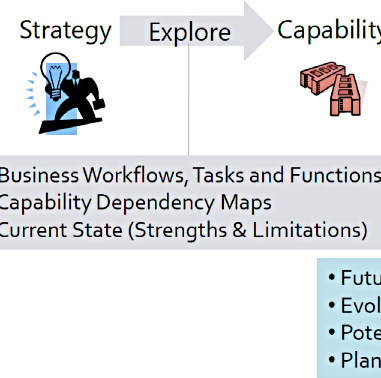 Strategy Explore Capability
Business Workflows, Tasks and Functions
Capability Dependency Maps
Current State (Strengths & Limitations)
• Futu
• Evol
• Pote
• Plan